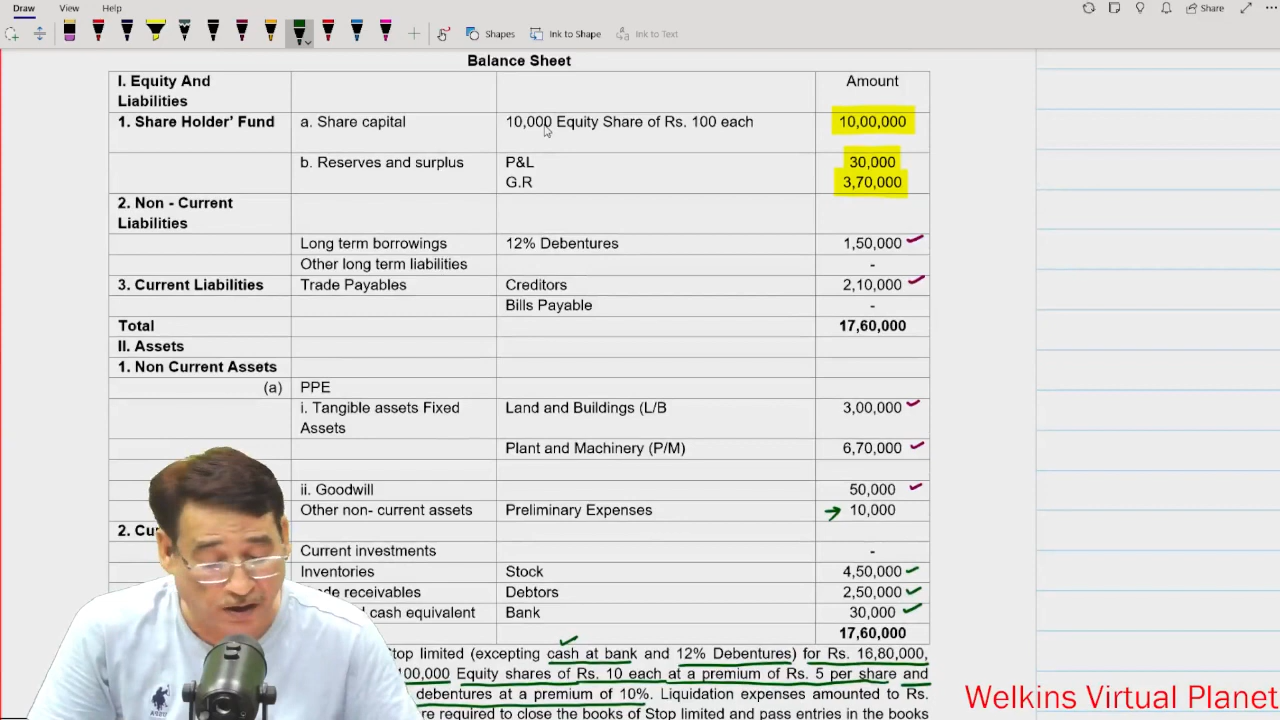 Draw View Help
Share
Shapes Ink to Shape Ink to Text
Balance Sheet
I. Equity And Liabilities Amount
1. Share Holder’ Fund a. Share capital 10,000 Equity Share of Rs. 100 each 10,00,000
b. Reserves and surplus P&L 30,000
G.R 3,70,000
2. Non - Current Liabilities
Long term borrowings 12% Debentures 1,50,000
Other long term liabilities -
3. Current Liabilities Trade Payables Creditors 2,10,000
Bills Payable -
Total 17,60,000
II. Assets
1. Non Current Assets
(a) PPE
i. Tangible assets Fixed Assets Land and Buildings (L/B 3,00,000
Plant and Machinery (P/M) 6,70,000
ii. Goodwill 50,000
Other non- current assets Preliminary Expenses 10,000
2.
Current investments -
Inventories Stock 4,50,000
receivables Debtors 2,50,000
cash equivalent Bank 30,000
17,60,000
Stop limited (excepting cash at bank and 12% Debentures) for Rs. 16,80,000,
Equity shares of Rs. 10 each at a premium of Rs. 5 per share and
debentures at a premium of 10%. Liquidation expenses amounted to Rs.
required to close the books of Stop limited and pass entries in the books
Welkins Virtual Planet